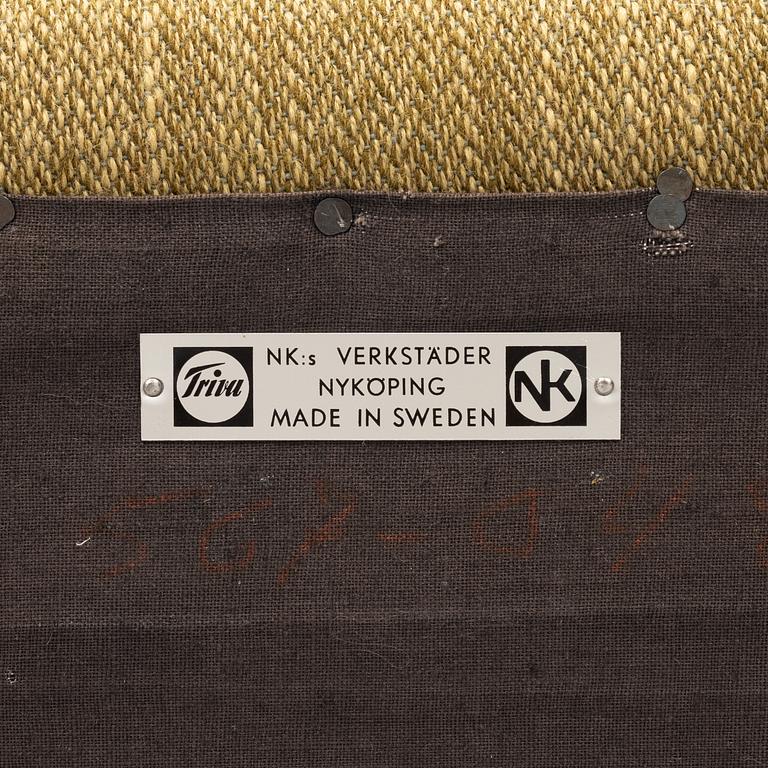 Triva
NK:s VERKSTÄDER
NYKÖPING
MADE IN SWEDEN
NK